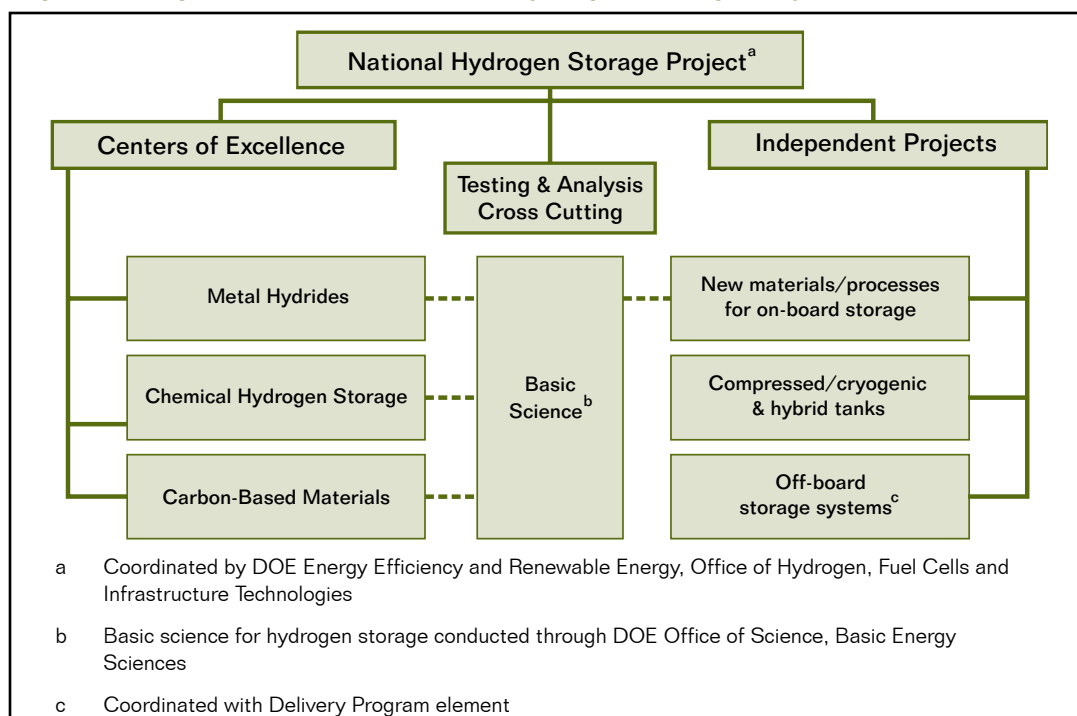 National Hydrogen Storage Project a
Centers of Excellence
Independent Projects
Testing & Analysis
Cross Cutting
Metal Hydrides
New materials/processes
for on-board storage
Chemical Hydrogen Storage
Basic
Science b
Compressed/cryogenic
& hybrid tanks
Carbon-Based Materials
Off-board
storage systems c
a Coordinated by DOE Energy Efficiency and Renewable Energy, Office of Hydrogen, Fuel Cells and
Infrastructure Technologies
b Basic science for hydrogen storage conducted through DOE Office of Science, Basic Energy
Sciences
c Coordinated with Delivery Program element